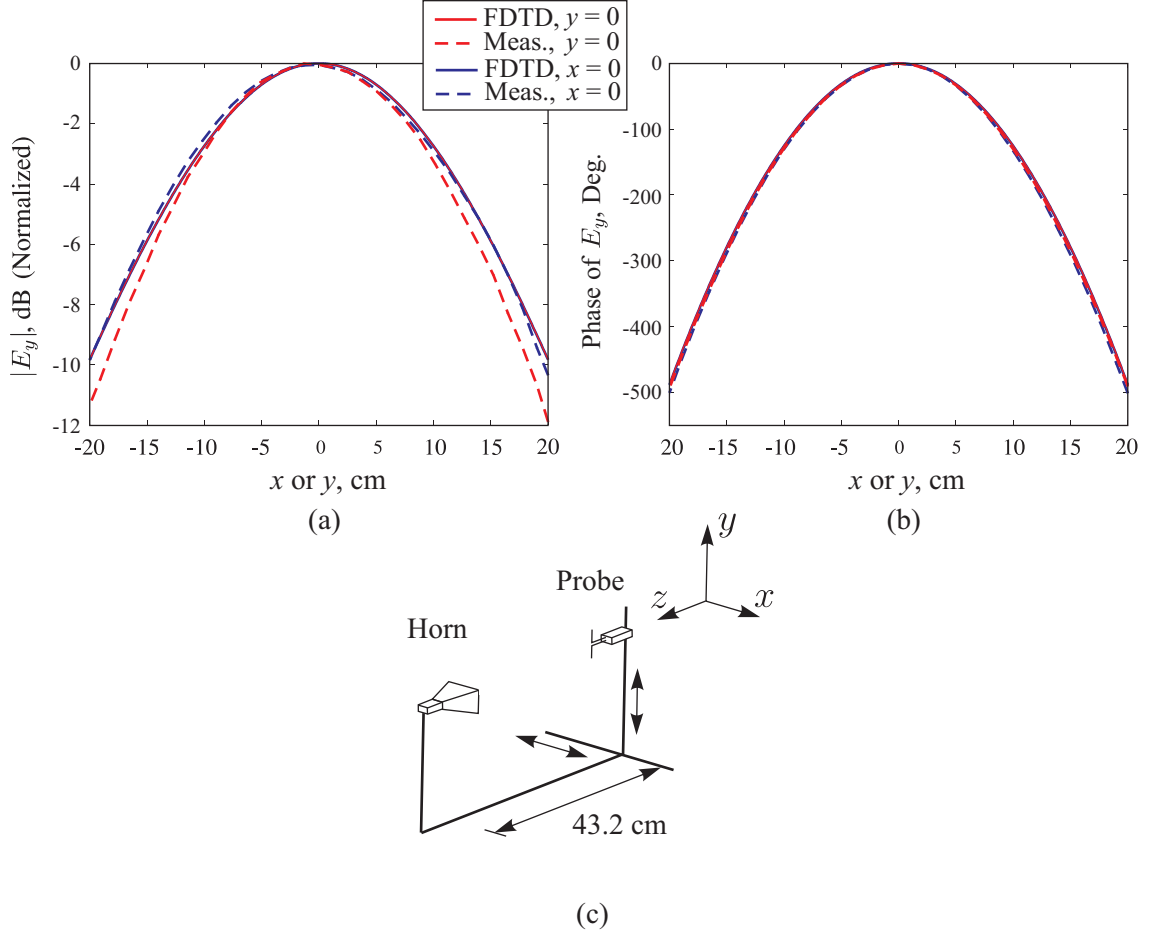 FDTD, y = 0
Meas., y = 0
FDTD, x = 0
Meas., x = 0
0
-2
-4
-6
-8
-10
-12
|E_y|, dB (Normalized)
-20 -15 -10 -5 0 5 10 15 20
x or y, cm
(a)
0
-100
-200
-300
-400
-500
Phase of E_y, Deg.
-20 -15 -10 -5 0 5 10 15 20
x or y, cm
(b)
y
z
x
Probe
Horn
43.2 cm
(c)